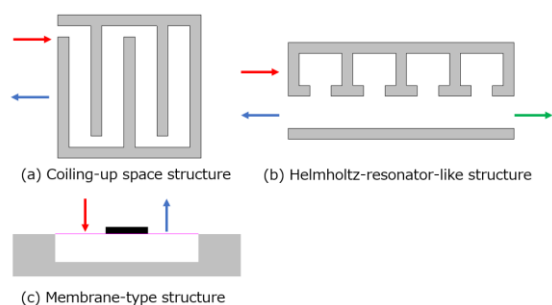 (a) Coiling-up space structure
(b) Helmholtz-resonator-like structure
(c) Membrane-type structure